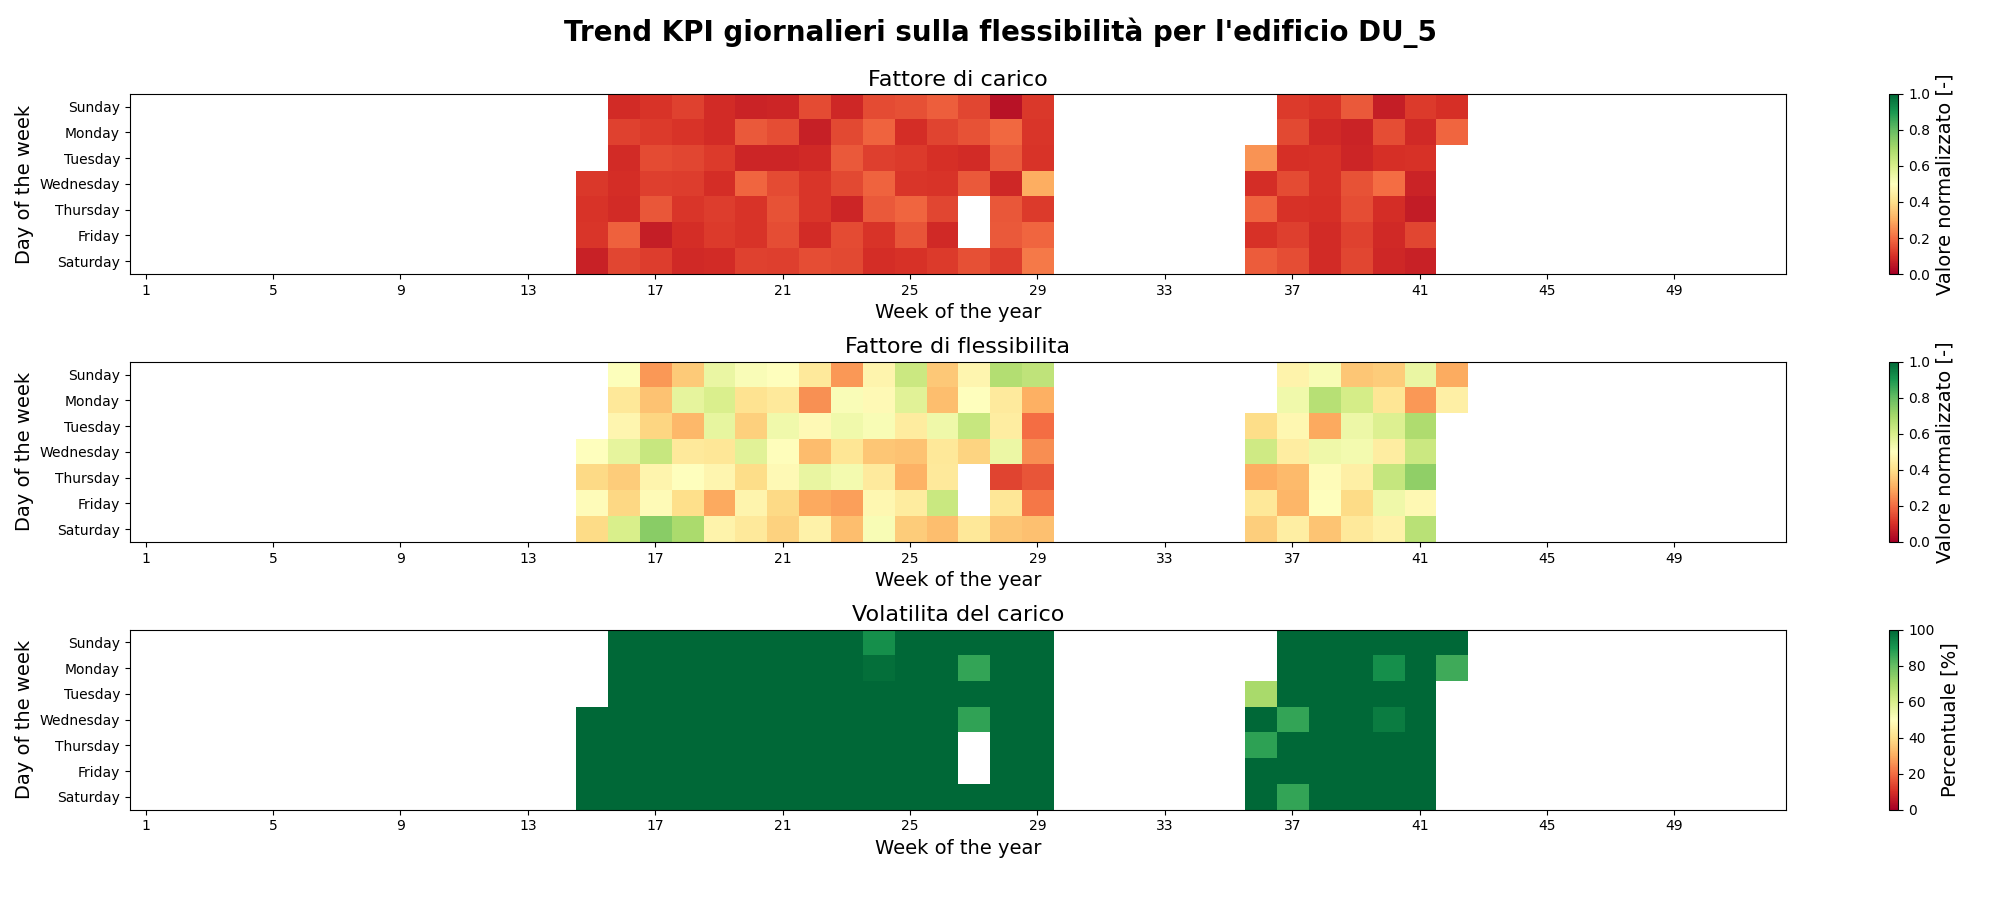 Trend KPI giornalieri sulla flessibilità per l'edificio DU_5
Fattore di carico
Day of the week
Sunday
Monday
Tuesday
Wednesday
Thursday
Friday
Saturday
1 5 9 13 17 21 25 29 33 37 41 45 49
Week of the year
1.0
0.8
0.6
0.4
0.2
0.0
Valore normalizzato [-]
Fattore di flessibilita
Day of the week
Sunday
Monday
Tuesday
Wednesday
Thursday
Friday
Saturday
1 5 9 13 17 21 25 29 33 37 41 45 49
Week of the year
1.0
0.8
0.6
0.4
0.2
0.0
Valore normalizzato [-]
Volatilita del carico
Day of the week
Sunday
Monday
Tuesday
Wednesday
Thursday
Friday
Saturday
1 5 9 13 17 21 25 29 33 37 41 45 49
Week of the year
100
80
60
40
20
0
Percentuale [%]